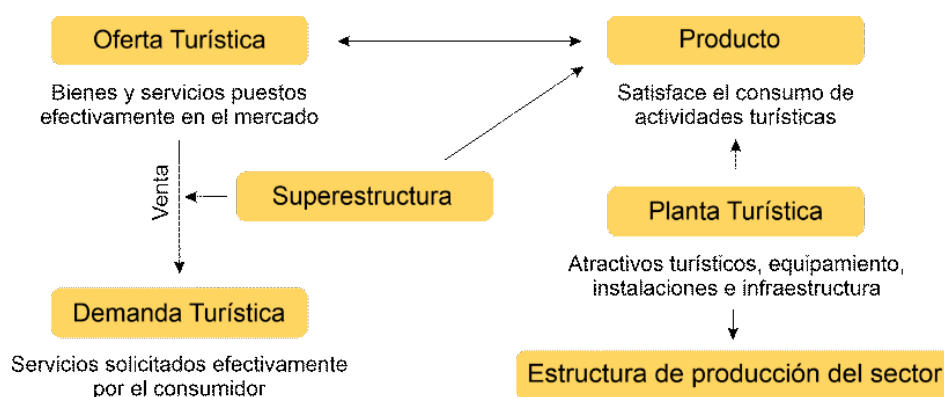 Oferta Turística
Producto
Bienes y servicios puestos
efectivamente en el mercado
Satisface el consumo de
actividades turísticas
Venta
Superestructura
Planta Turística
Atractivos turísticos, equipamiento,
instalaciones e infraestructura
Demanda Turística
Servicios solicitados efectivamente
por el consumidor
Estructura de producción del sector